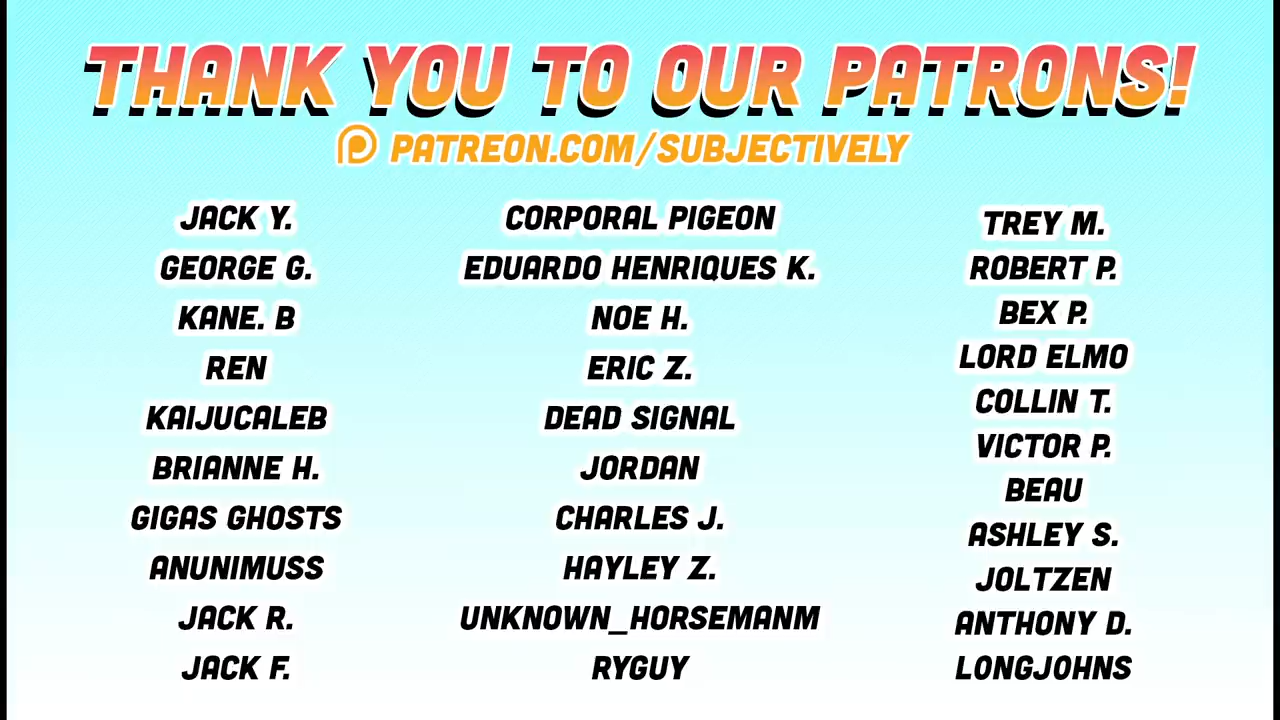 THANK YOU TO OUR PATRONS!
PATREON.COM/SUBJECTIVELY
JACK Y.
GEORGE G.
KANE. B
REN
KAIJUCALEB
BRIANNE H.
GIGAS GHOSTS
ANUNIMUSS
JACK R.
JACK F.
CORPORAL PIGEON
EDUARDO HENRIQUES K.
NOE H.
ERIC Z.
DEAD SIGNAL
JORDAN
CHARLES J.
HAYLEY Z.
UNKNOWN_HORSEMANM
RYGUY
TREY M.
ROBERT P.
BEX P.
LORD ELMO
COLLIN T.
VICTOR P.
BEAU
ASHLEY S.
JOLTZEN
ANTHONY D.
LONGJOHNS